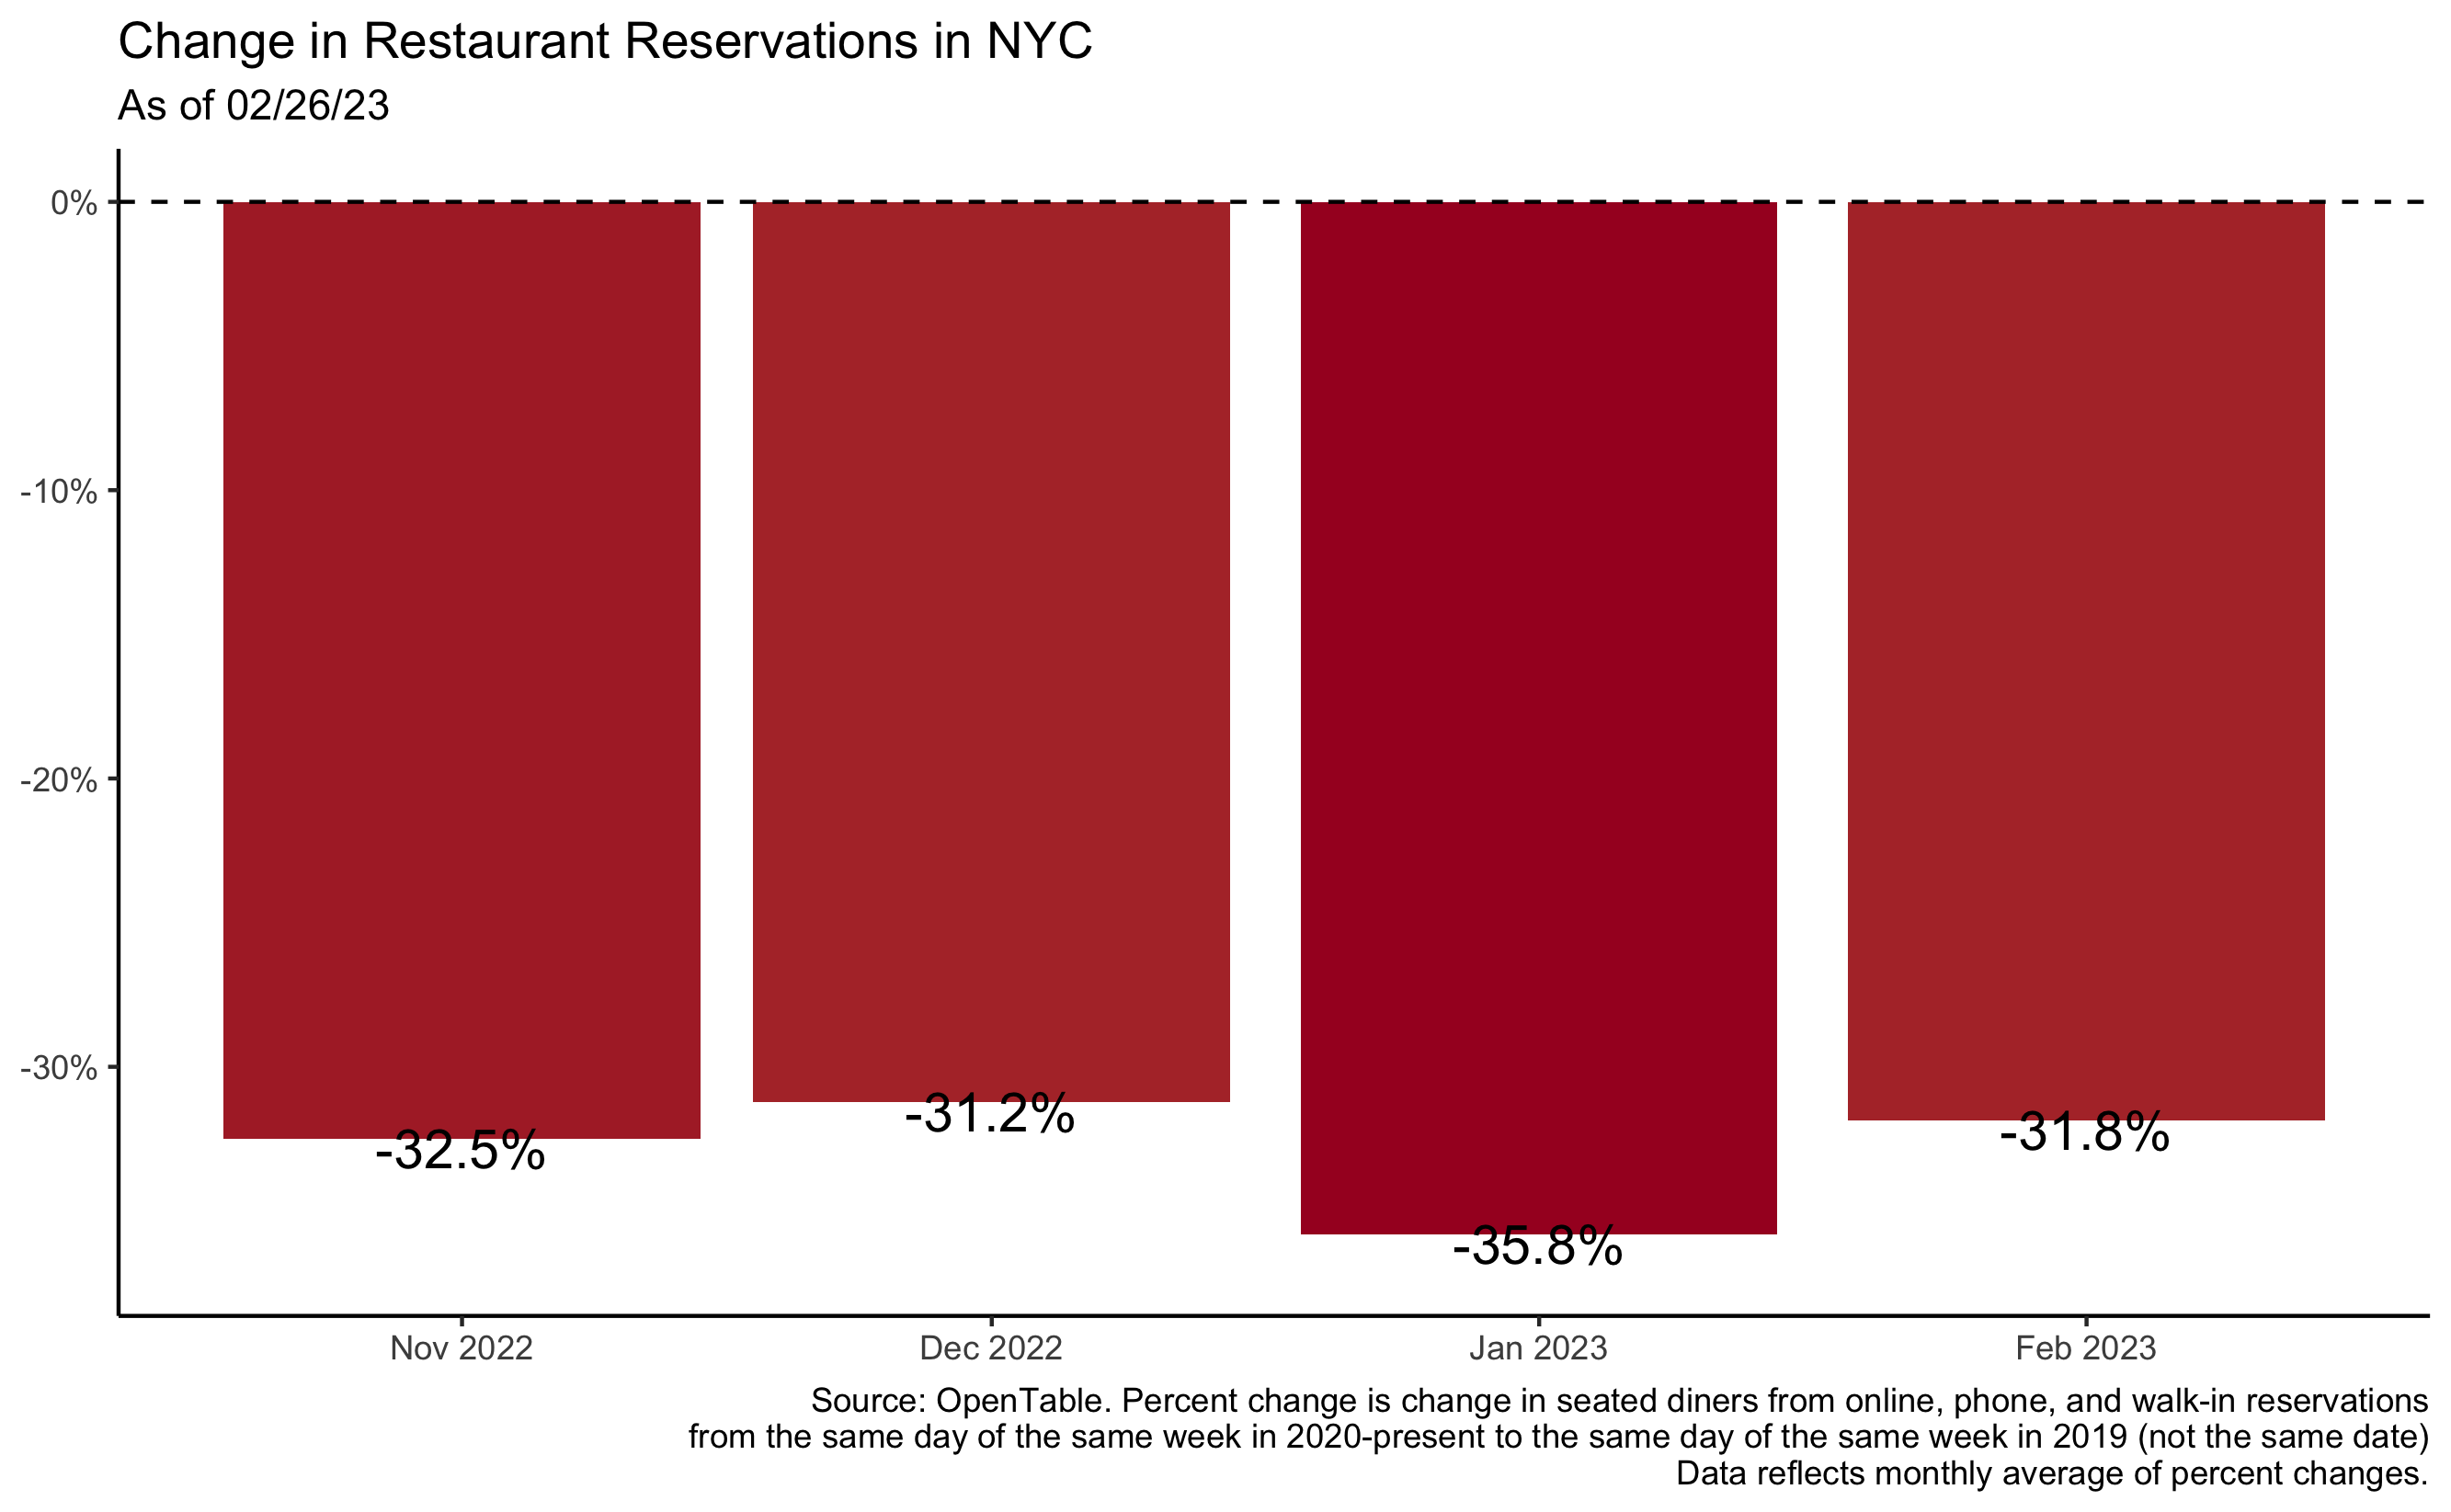 Change in Restaurant Reservations in NYC
As of 02/26/23
0%
-10%
-20%
-30%
-32.5%
-31.2%
-35.8%
-31.8%
Nov 2022
Dec 2022
Jan 2023
Feb 2023
Source: OpenTable. Percent change is change in seated diners from online, phone, and walk-in reservations
from the same day of the same week in 2020-present to the same day of the same week in 2019 (not the same date)
Data reflects monthly average of percent changes.